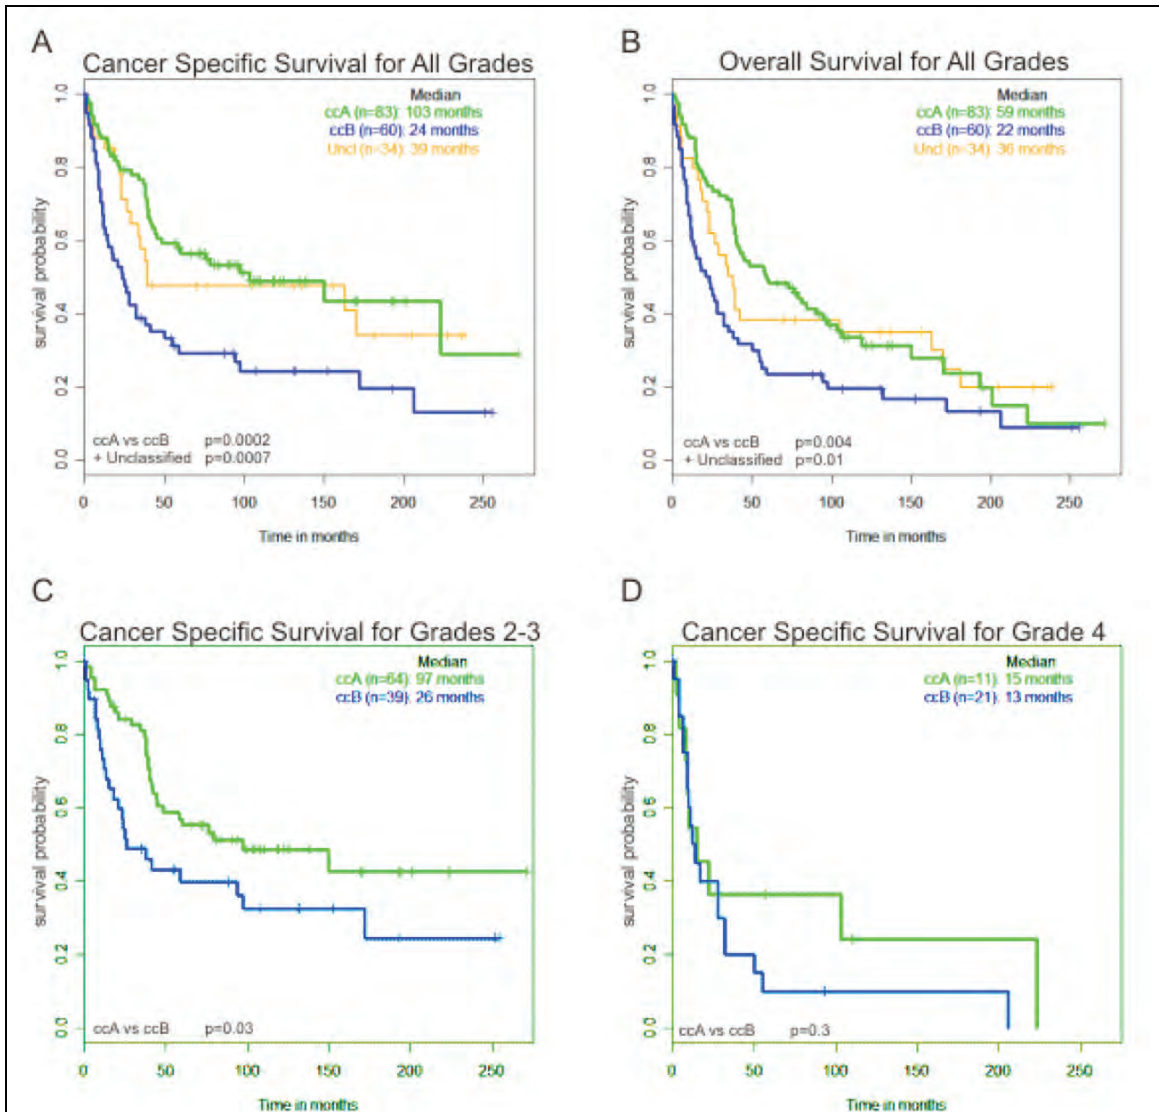 A
Cancer Specific Survival for All Grades
Median
ccA (n=83): 103 months
ccB (n=60): 24 months
Uncl (n=34): 39 months
1.0
0.8
0.6
0.4
0.2
0.0
survival probability
ccA vs ccB p=0.0002
+ Unclassified p=0.0007
0 50 100 150 200 250
Time in months
B
Overall Survival for All Grades
Median
ccA (n=83): 59 months
ccB (n=60): 22 months
Uncl (n=34): 36 months
1.0
0.8
0.6
0.4
0.2
0.0
survival probability
ccA vs ccB p=0.004
+ Unclassified p=0.01
0 50 100 150 200 250
Time in months
C
Cancer Specific Survival for Grades 2-3
Median
ccA (n=64): 97 months
ccB (n=39): 26 months
1.0
0.8
0.6
0.4
0.2
0.0
survival probability
ccA vs ccB p=0.03
0 50 100 150 200 250
Time in months
D
Cancer Specific Survival for Grade 4
Median
ccA (n=11): 15 months
ccB (n=21): 13 months
1.0
0.8
0.6
0.4
0.2
0.0
survival probability
ccA vs ccB p=0.3
0 50 100 150 200 250
Time in months